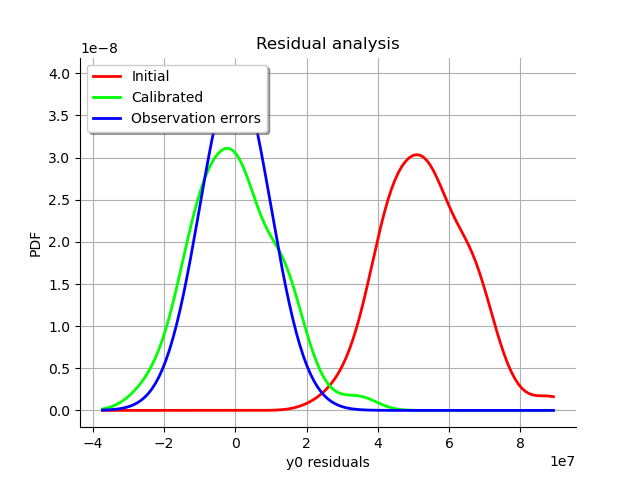 Residual analysis
1e−8
4.0
3.5
3.0
2.5
2.0
1.5
1.0
0.5
0.0
PDF
Initial
Calibrated
Observation errors
−4
−2
0
2
4
6
8
1e7
y0 residuals